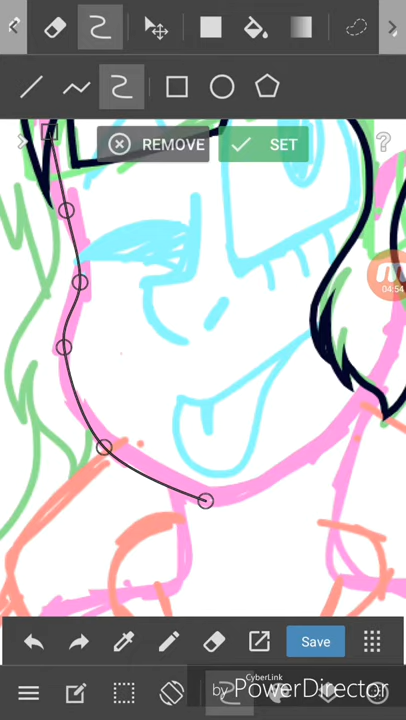 REMOVE
SET
?
04:54
Save
CyberLink
by PowerDirector